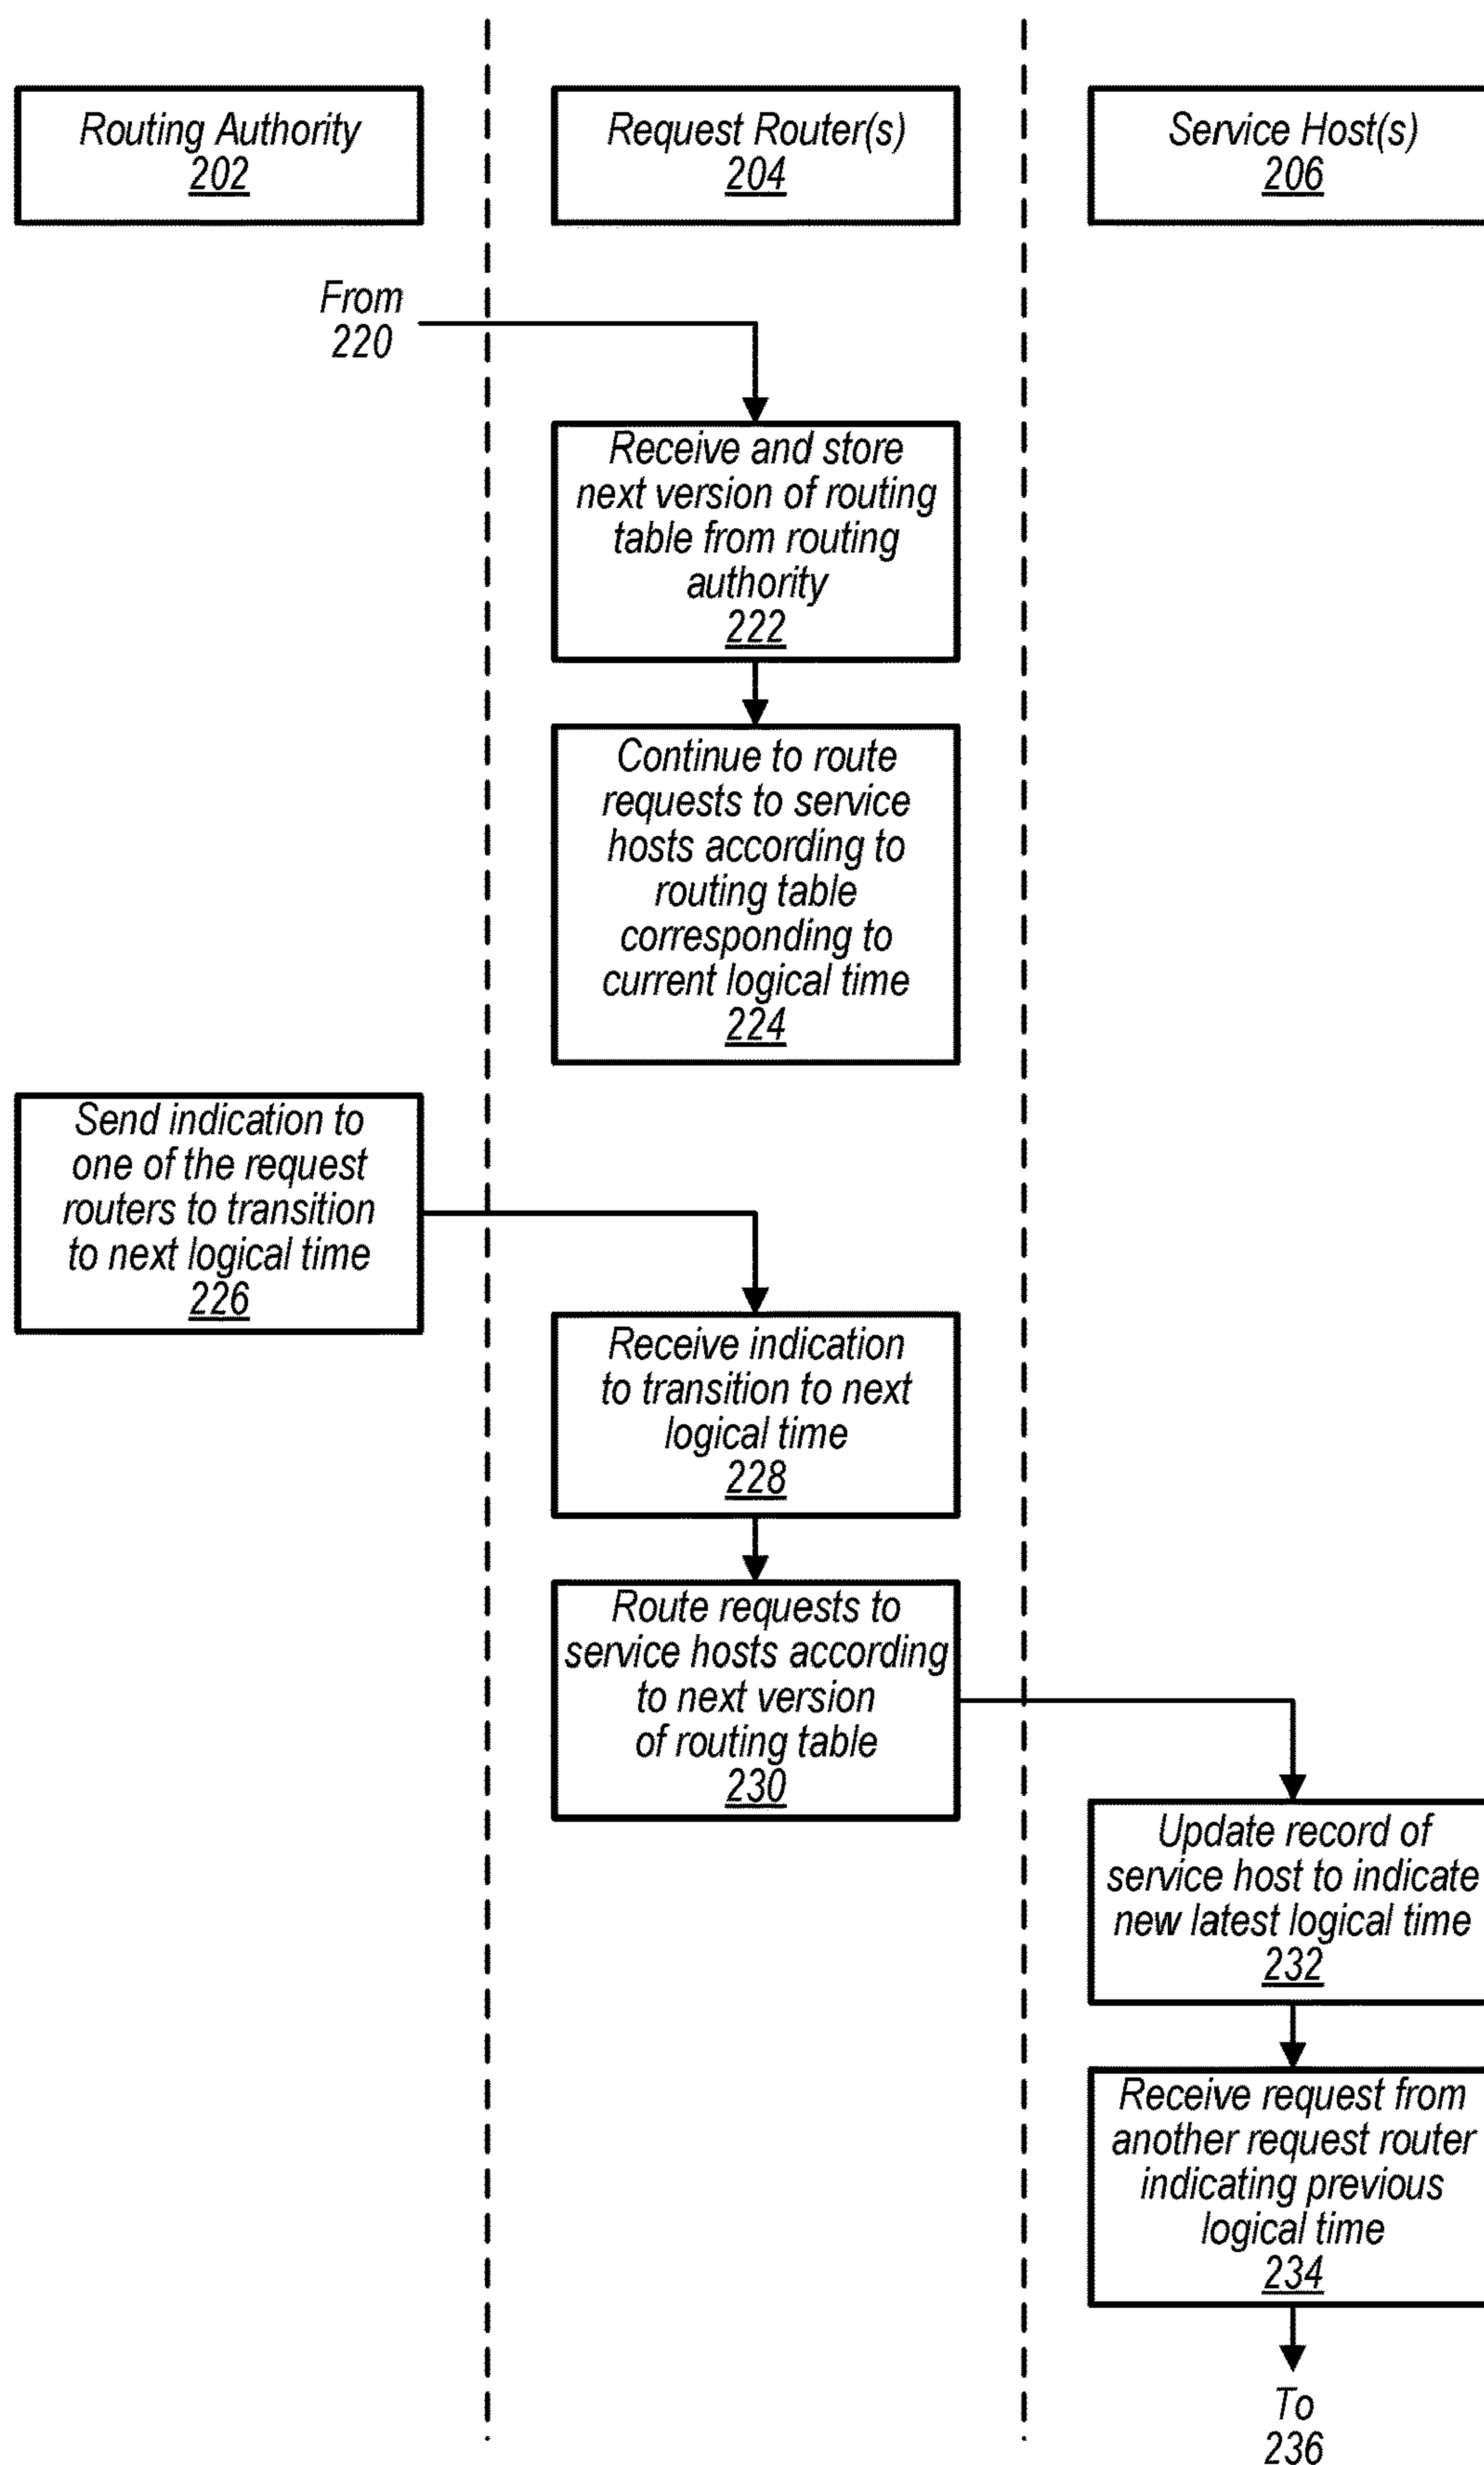 Routing Authority
202
Request Router(s)
204
Service Host(s)
206
From
220
Receive and store
next version of routing
table from routing
authority
222
Continue to route
requests to service
hosts according to
routing table
corresponding to
current logical time
224
Send indication to
one of the request
routers to transition
to next logical time
226
Receive indication
to transition to next
logical time
228
Route requests to
service hosts according
to next version
of routing table
230
Update record of
service host to indicate
new latest logical time
232
Receive request from
another request router
indicating previous
logical time
234
To
236